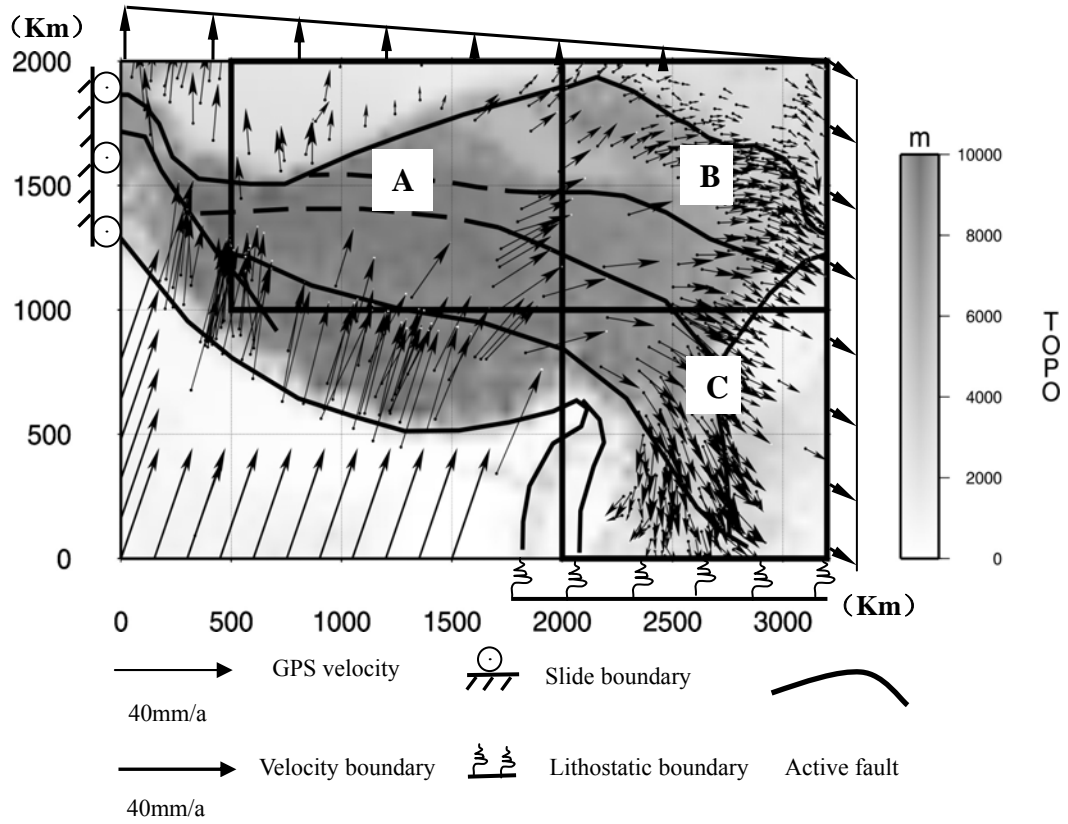 （Km）
2000
1500
1000
500
0
A
B
C
m
10000
8000
6000
4000
2000
0
TOPO
0 500 1000 1500 2000 2500 3000
（Km）
GPS velocity
40mm/a
Slide boundary
Velocity boundary
40mm/a
Lithostatic boundary
Active fault